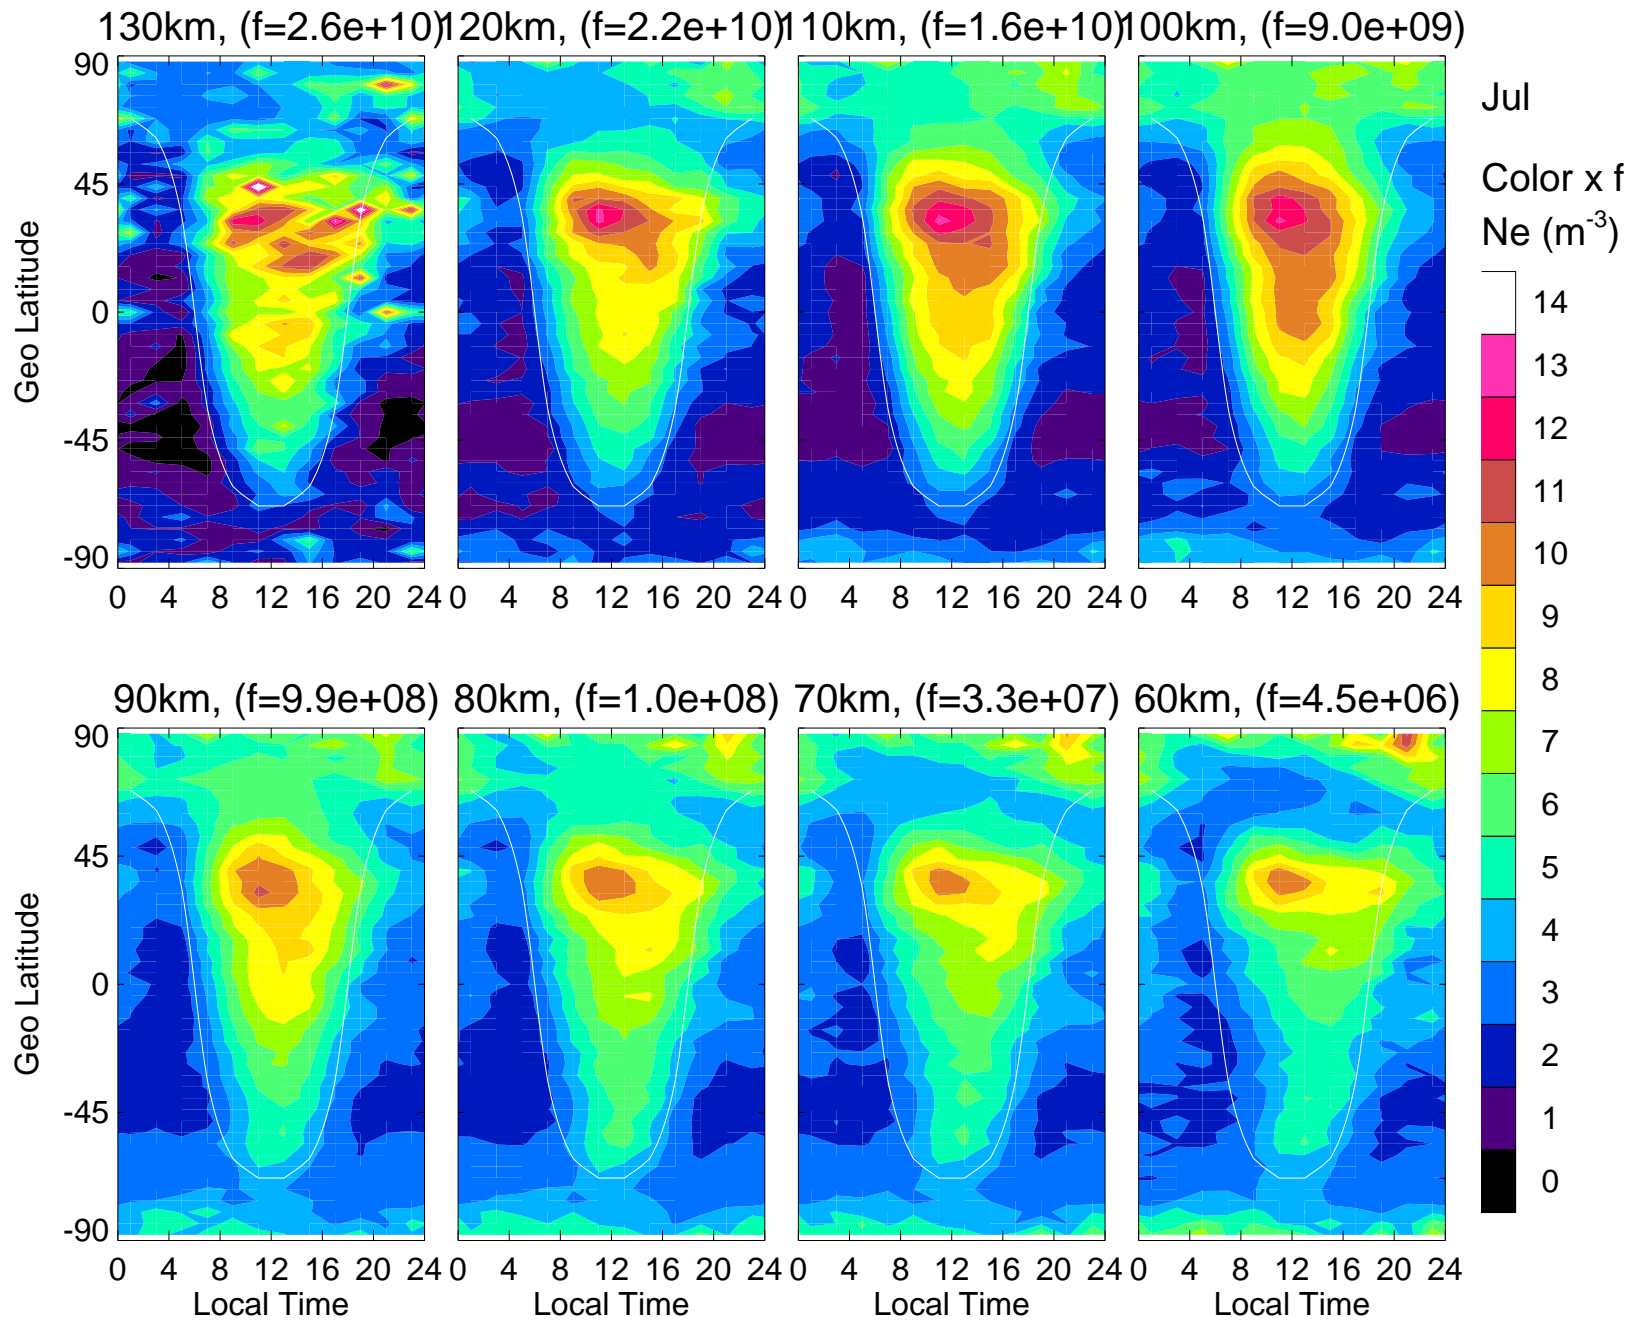 130km, (f=2.6e+10) 120km, (f=2.2e+10) 110km, (f=1.6e+10) 100km, (f=9.0e+09)
90
45
0
-45
-90
Geo Latitude
0 4 8 12 16 20 24 0 4 8 12 16 20 24 0 4 8 12 16 20 24 0 4 8 12 16 20 24
Jul
Color x f
Ne (m-3)
14
13
12
11
10
9
8
7
6
5
4
3
2
1
0
90km, (f=9.9e+08) 80km, (f=1.0e+08) 70km, (f=3.3e+07) 60km, (f=4.5e+06)
90
45
0
-45
-90
Geo Latitude
0 4 8 12 16 20 24 0 4 8 12 16 20 24 0 4 8 12 16 20 24 0 4 8 12 16 20 24
Local Time Local Time Local Time Local Time